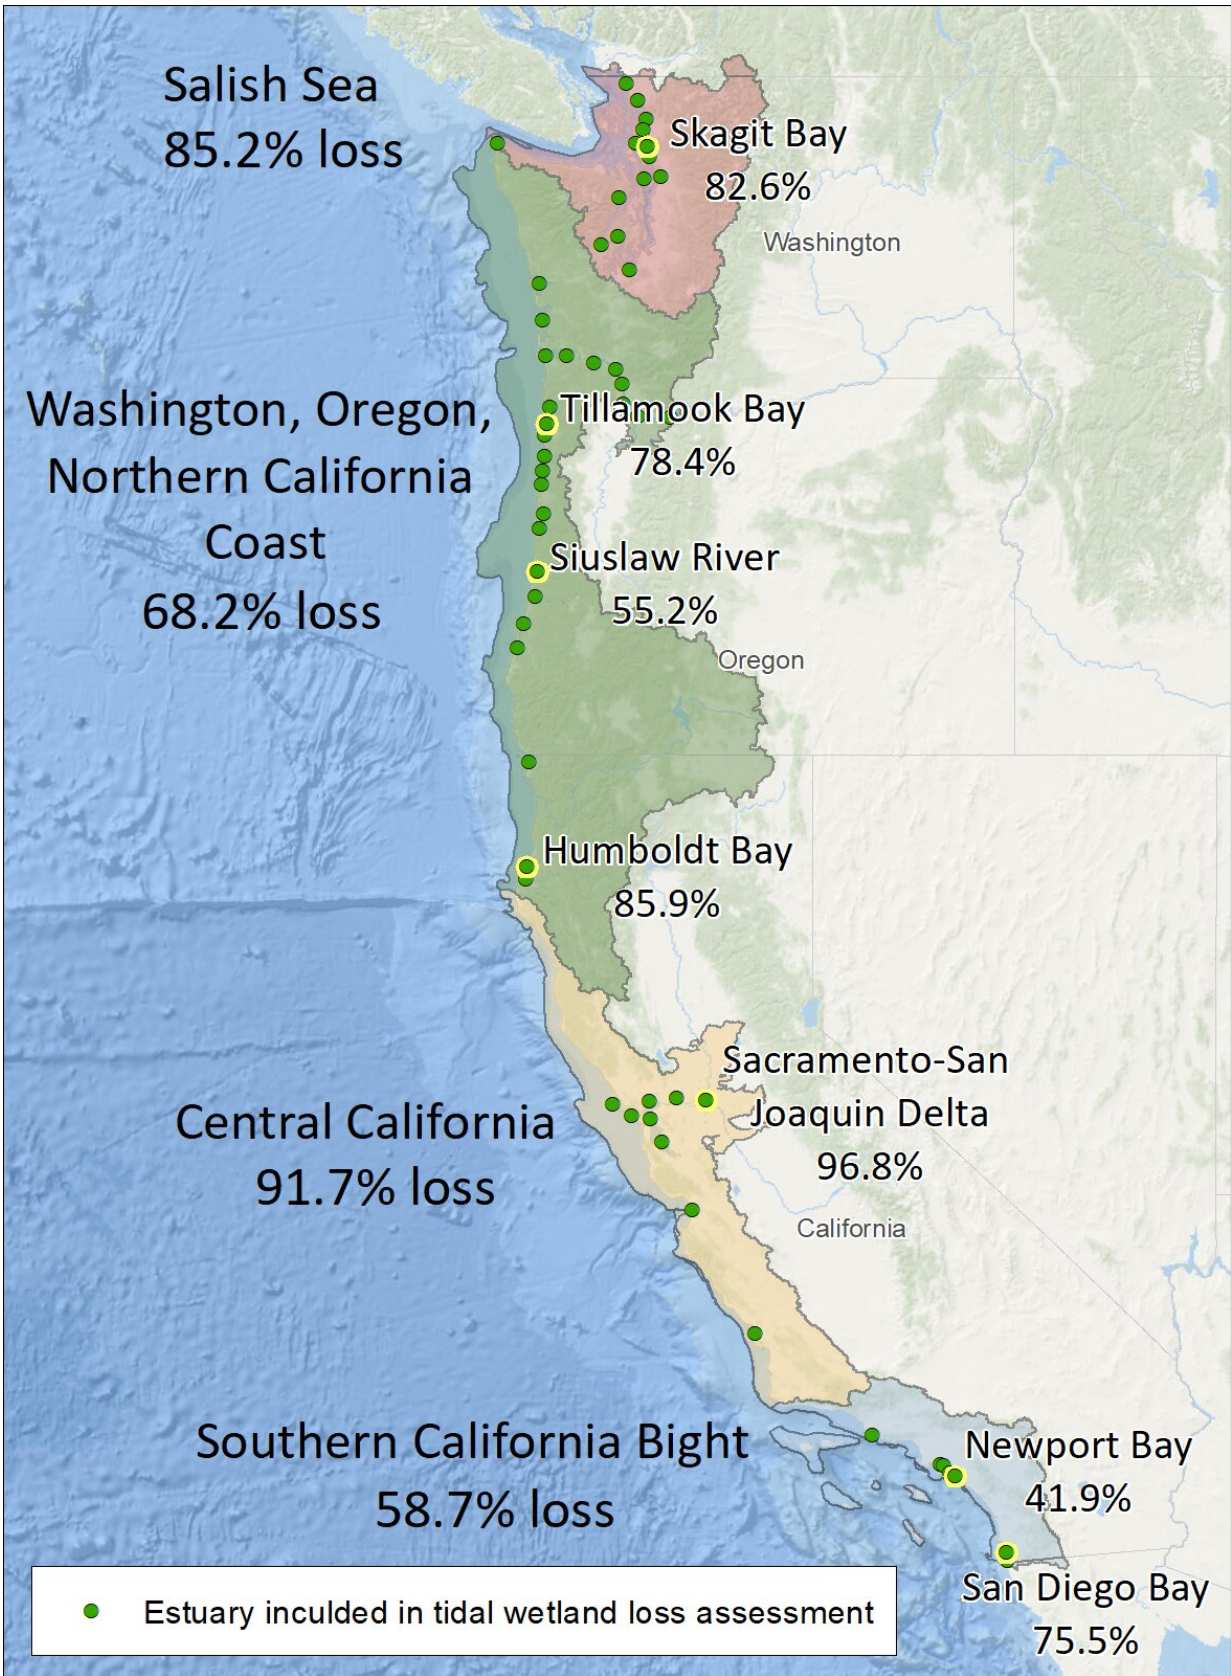 Salish Sea
85.2% loss
Skagit Bay
82.6%
Washington
Washington, Oregon,
Northern California
Coast
68.2% loss
Tillamook Bay
78.4%
Siuslaw River
55.2%
Oregon
Humboldt Bay
85.9%
Central California
91.7% loss
Sacramento-San
Joaquin Delta
96.8%
California
Southern California Bight
58.7% loss
Newport Bay
41.9%
San Diego Bay
75.5%
Estuary inculded in tidal wetland loss assessment